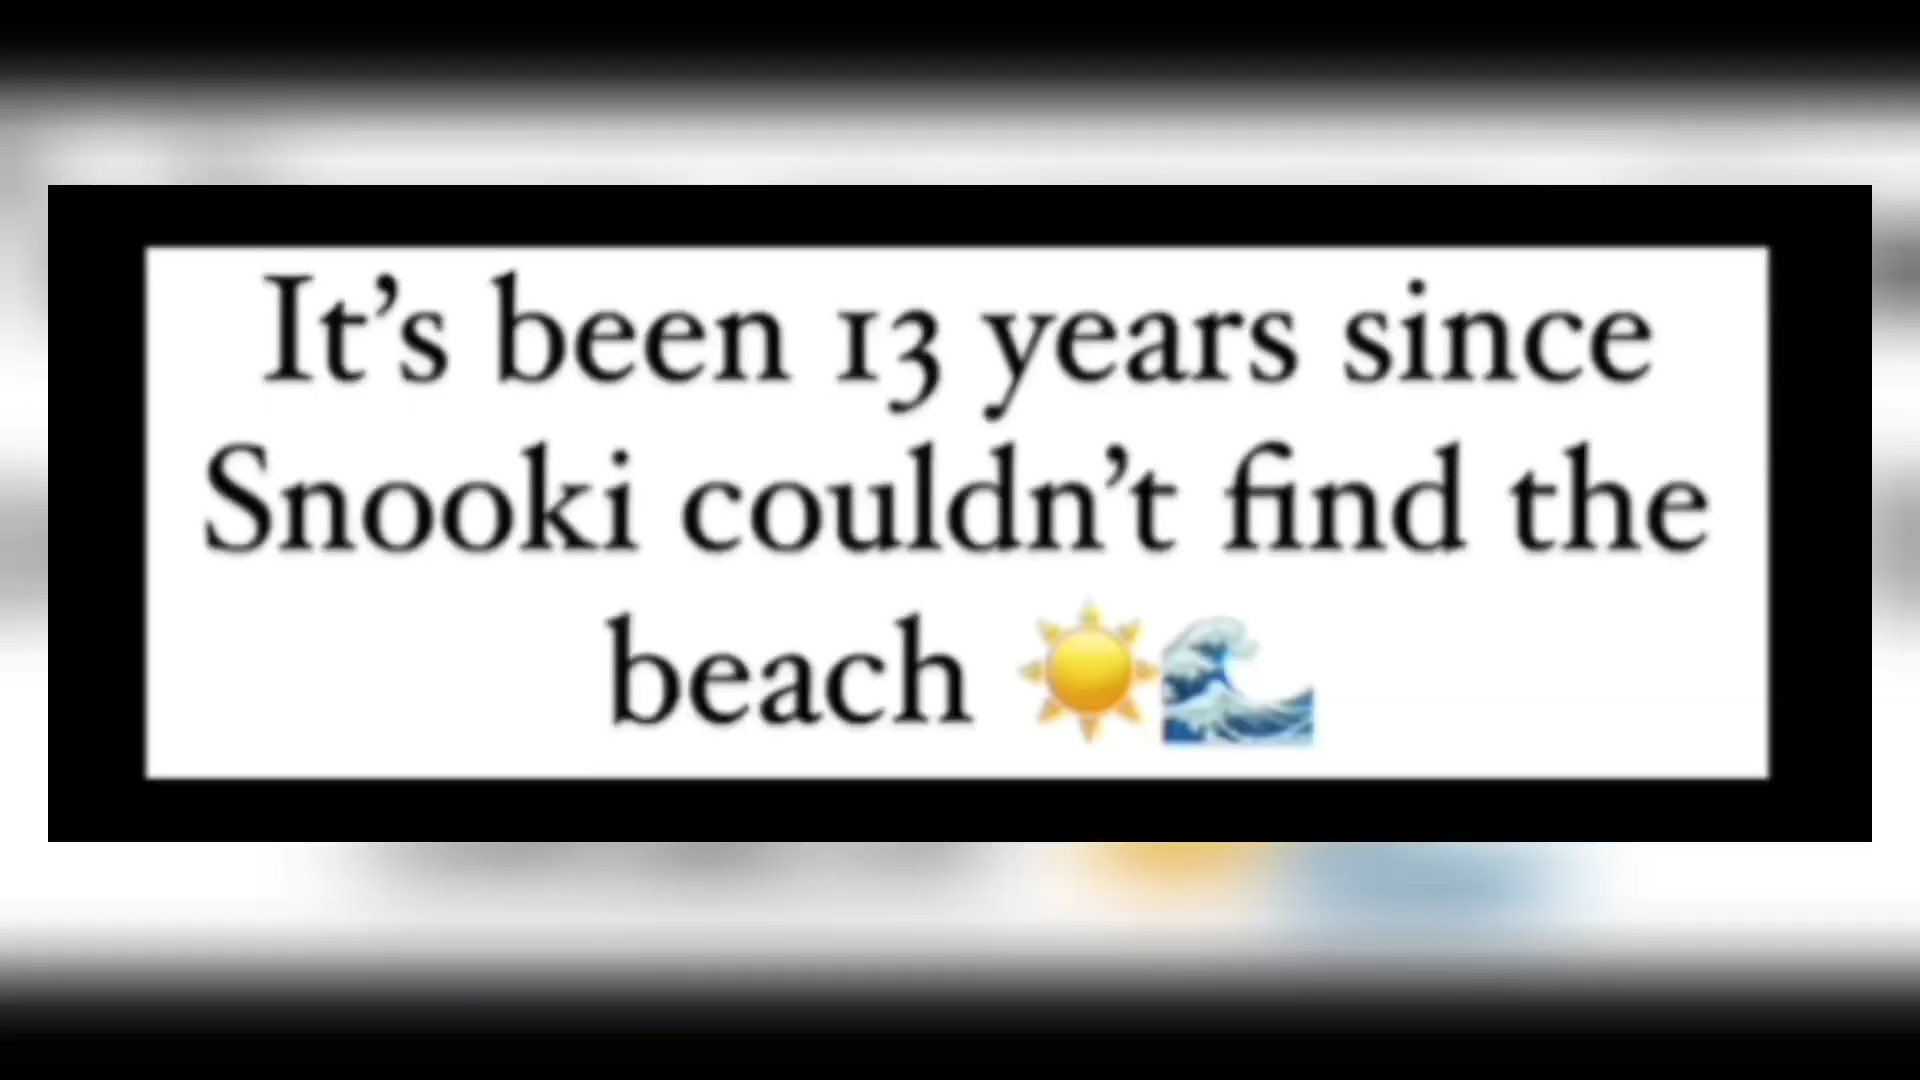 It’s been 13 years since
Snooki couldn’t find the
beach ☀️🌊